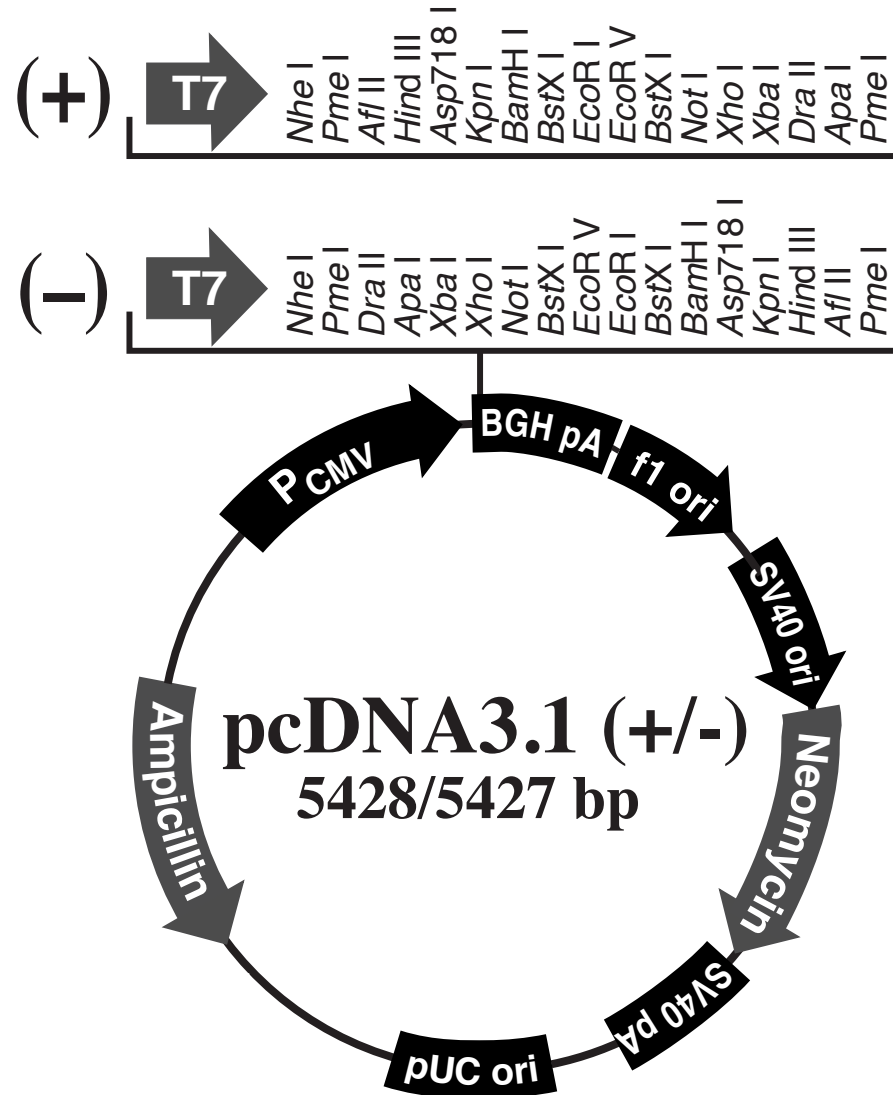 (+) T7 Nhe I Pme I Afl II Hind III Asp718 I Kpn I BamH I BstX I EcoR I EcoR V BstX I Not I Xho I Xba I Dra II Apa I Pme I
(–) T7 Nhe I Pme I Dra II Apa I Xba I Xho I Not I BstX I EcoR V EcoR I BstX I BamH I Asp718 I Kpn I Hind III Afl II Pme I
PCMV
BGH pA
f1 ori
SV40 ori
Neomycin
SV40 pA
pUC ori
Ampicillin
pcDNA3.1 (+/-)
5428/5427 bp